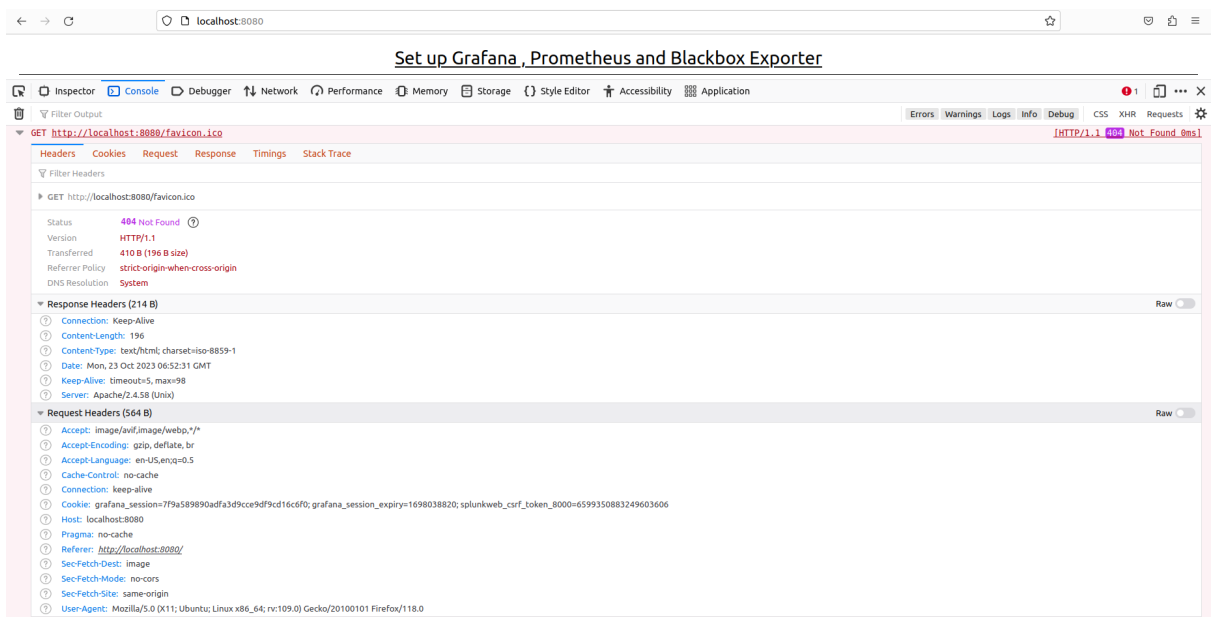 localhost:8080
Set up Grafana , Prometheus and Blackbox Exporter
Inspector Console Debugger Network Performance Memory Storage {} Style Editor Accessibility Application 1
Filter Output Errors Warnings Logs Info Debug CSS XHR Requests
GET http://localhost:8080/favicon.ico [HTTP/1.1 404 Not Found 0ms]
Headers Cookies Request Response Timings Stack Trace
Filter Headers
GET http://localhost:8080/favicon.ico
Status 404 Not Found ?
Version HTTP/1.1
Transferred 410 B (196 B size)
Referrer Policy strict-origin-when-cross-origin
DNS Resolution System
Response Headers (214 B) Raw
? Connection: Keep-Alive
? Content-Length: 196
? Content-Type: text/html; charset=iso-8859-1
? Date: Mon, 23 Oct 2023 06:52:31 GMT
? Keep-Alive: timeout=5, max=98
? Server: Apache/2.4.58 (Unix)
Request Headers (564 B) Raw
? Accept: image/avif,image/webp,*/*
? Accept-Encoding: gzip, deflate, br
? Accept-Language: en-US,en;q=0.5
? Cache-Control: no-cache
? Connection: keep-alive
? Cookie: grafana_session=7f9a589890adfa3d9cce9df9cd16c6f0; grafana_session_expiry=1698038820; splunkweb_csrf_token_8000=6599350883249603606
? Host: localhost:8080
? Pragma: no-cache
? Referer: http://localhost:8080/
? Sec-Fetch-Dest: image
? Sec-Fetch-Mode: no-cors
? Sec-Fetch-Site: same-origin
? User-Agent: Mozilla/5.0 (X11; Ubuntu; Linux x86_64; rv:109.0) Gecko/20100101 Firefox/118.0